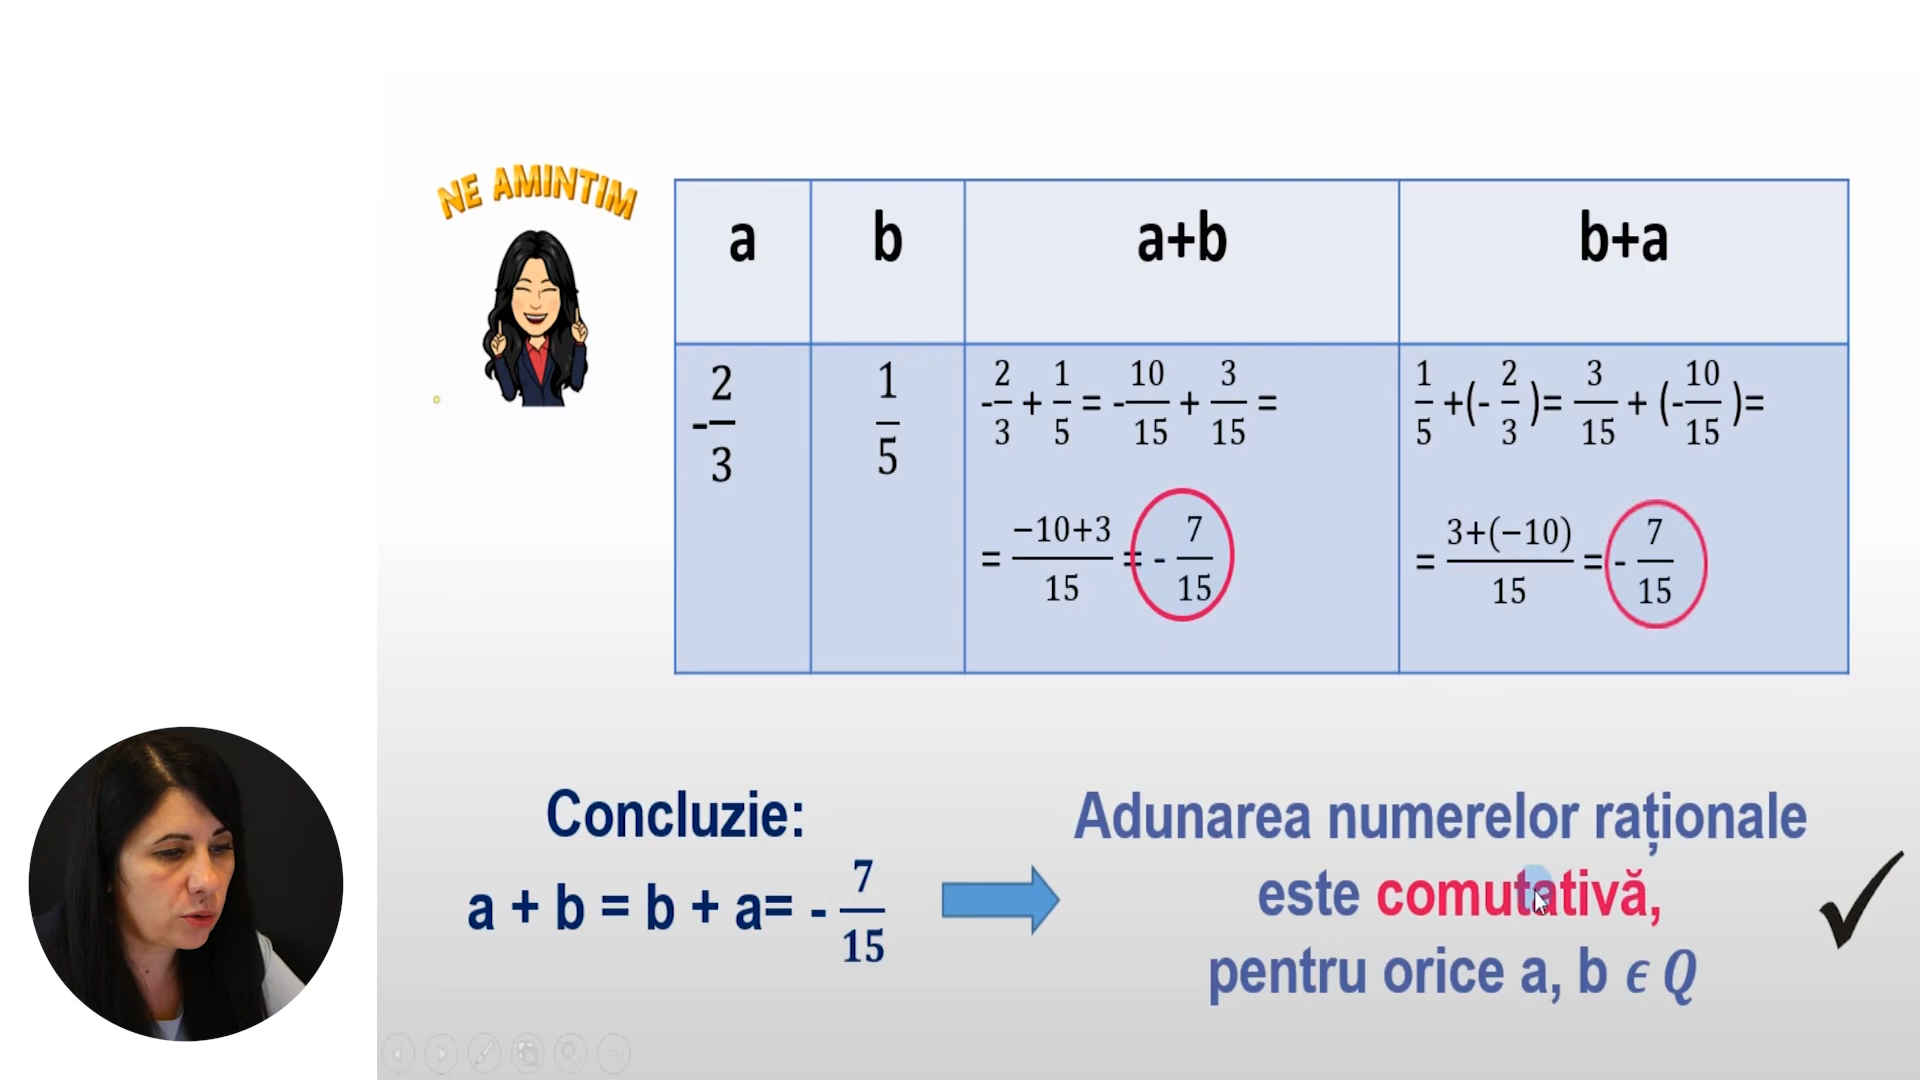 NE AMINTIM
a b a+b b+a
-2/3 1/5 -2/3 + 1/5 = -10/15 + 3/15 = 1/5 +(-2/3)= 3/15 + (-10/15)=
= −10+3/15 = - 7/15 = 3+(−10)/15 = - 7/15
Concluzie:
a + b = b + a= - 7/15
Adunarea numerelor raționale
este comutativă,
pentru orice a, b ϵ Q